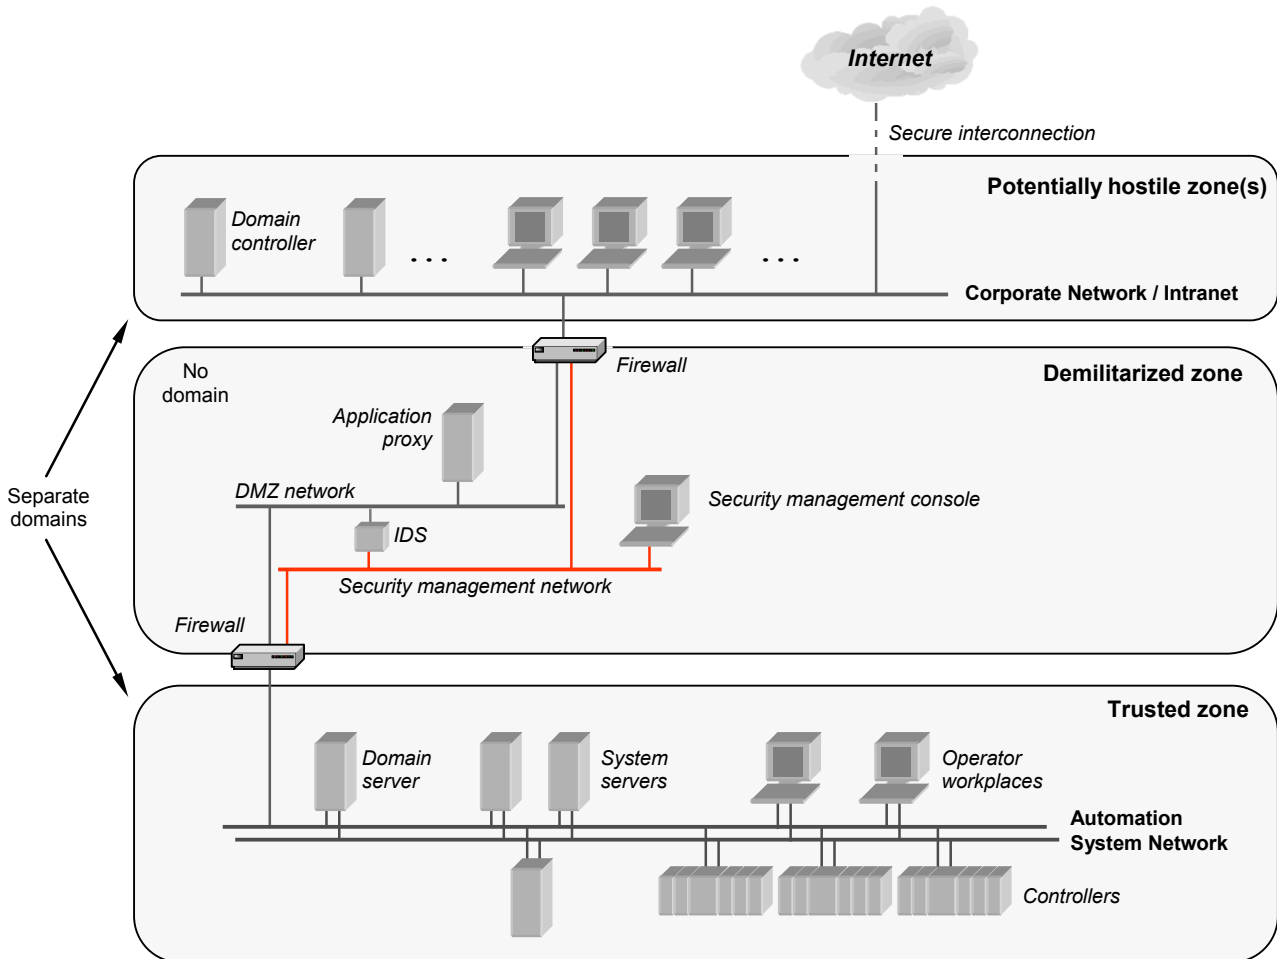 Internet
Secure interconnection
Potentially hostile zone(s)
Domain
controller
. . .
. . .
Corporate Network / Intranet
Firewall
No
domain
Demilitarized zone
Application
proxy
DMZ network
Security management console
IDS
Separate
domains
Security management network
Firewall
Trusted zone
Domain
server
System
servers
Operator
workplaces
Automation
System Network
Controllers